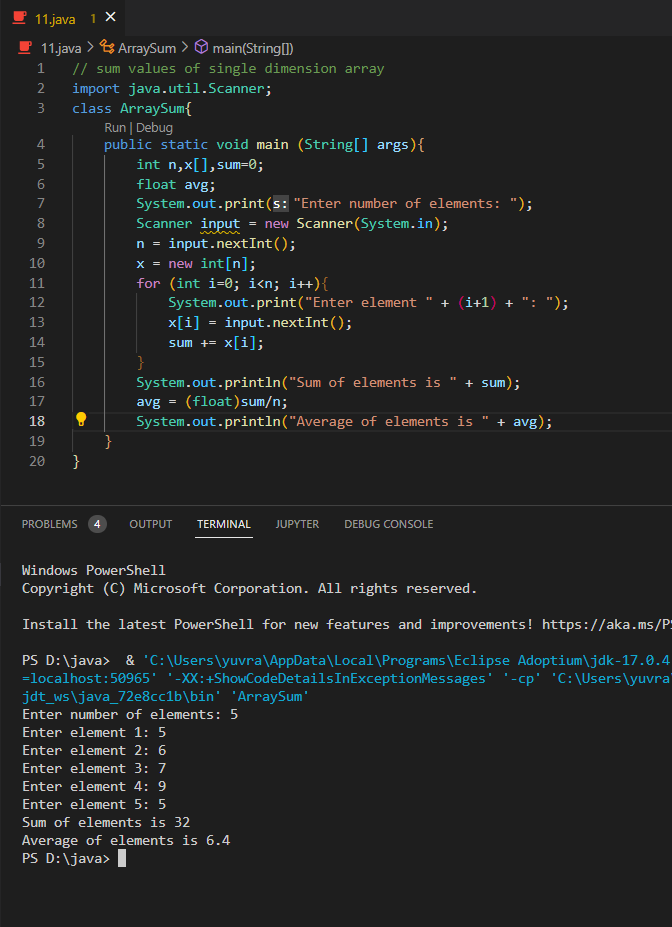 11.java 1 ×
11.java > ArraySum > main(String[])
1 // sum values of single dimension array
2 import java.util.Scanner;
3 class ArraySum{
Run | Debug
4 public static void main (String[] args){
5 int n,x[],sum=0;
6 float avg;
7 System.out.print(s: "Enter number of elements: ");
8 Scanner input = new Scanner(System.in);
9 n = input.nextInt();
10 x = new int[n];
11 for (int i=0; i<n; i++){
12 System.out.print("Enter element " + (i+1) + ": ");
13 x[i] = input.nextInt();
14 sum += x[i];
15 }
16 System.out.println("Sum of elements is " + sum);
17 avg = (float)sum/n;
18 System.out.println("Average of elements is " + avg);
19 }
20 }
PROBLEMS 4 OUTPUT TERMINAL JUPYTER DEBUG CONSOLE
Windows PowerShell
Copyright (C) Microsoft Corporation. All rights reserved.
Install the latest PowerShell for new features and improvements! https://aka.ms/PS
PS D:\java> & 'C:\Users\yuvra\AppData\Local\Programs\Eclipse Adoptium\jdk-17.0.4
=localhost:50965' '-XX:+ShowCodeDetailsInExceptionMessages' '-cp' 'C:\Users\yuvra
jdt_ws\java_72e8cc1b\bin' 'ArraySum'
Enter number of elements: 5
Enter element 1: 5
Enter element 2: 6
Enter element 3: 7
Enter element 4: 9
Enter element 5: 5
Sum of elements is 32
Average of elements is 6.4
PS D:\java>